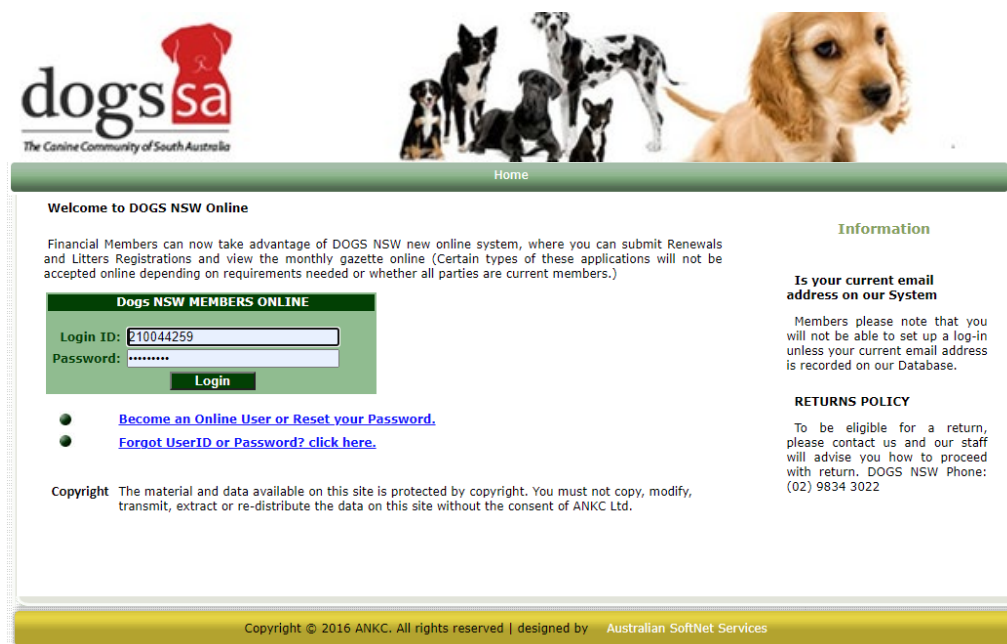 dogs sa
The Canine Community of South Australia
Home
Welcome to DOGS NSW Online
Financial Members can now take advantage of DOGS NSW new online system, where you can submit Renewals
and Litters Registrations and view the monthly gazette online (Certain types of these applications will not be
accepted online depending on requirements needed or whether all parties are current members.)
Dogs NSW MEMBERS ONLINE
Login ID: 210044259
Password: •••••••••
Login
Become an Online User or Reset your Password.
Forgot UserID or Password? click here.
Copyright The material and data available on this site is protected by copyright. You must not copy, modify,
transmit, extract or re-distribute the data on this site without the consent of ANKC Ltd.
Information
Is your current email
address on our System
Members please note that you
will not be able to set up a log-in
unless your current email address
is recorded on our Database.
RETURNS POLICY
To be eligible for a return,
please contact us and our staff
will advise you how to proceed
with return. DOGS NSW Phone:
(02) 9834 3022
Copyright © 2016 ANKC. All rights reserved | designed by Australian SoftNet Services